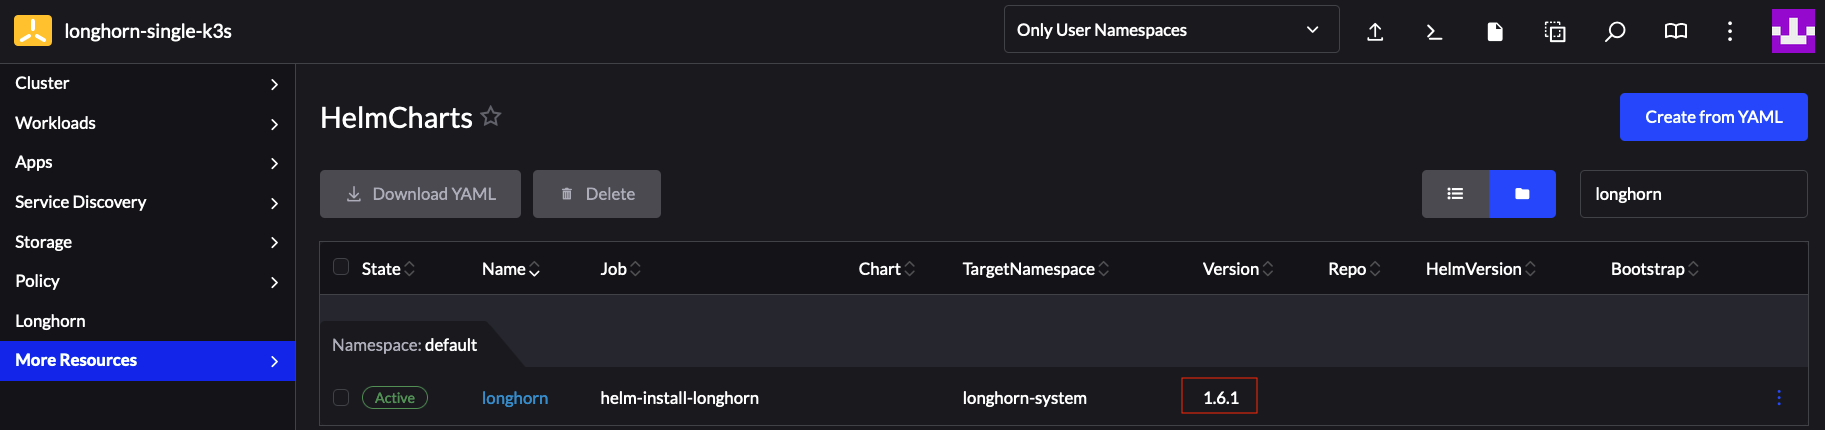 longhorn-single-k3s
Only User Namespaces
Cluster
Workloads
Apps
Service Discovery
Storage
Policy
Longhorn
More Resources
HelmCharts
Create from YAML
Download YAML
Delete
longhorn
State Name Job Chart TargetNamespace Version Repo HelmVersion Bootstrap
Namespace: default
Active longhorn helm-install-longhorn longhorn-system 1.6.1